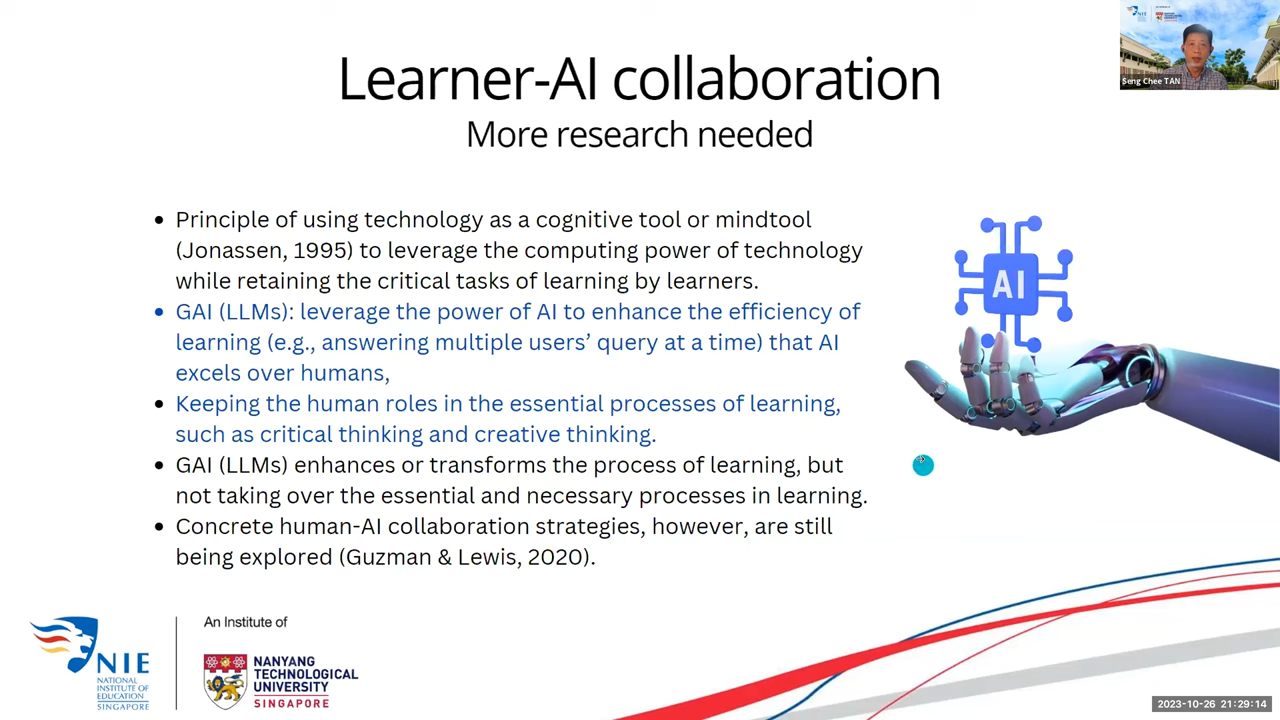 Learner-AI collaboration
More research needed
Seng Chee TAN
• Principle of using technology as a cognitive tool or mindtool
(Jonassen, 1995) to leverage the computing power of technology
while retaining the critical tasks of learning by learners.
• GAI (LLMs): leverage the power of AI to enhance the efficiency of
learning (e.g., answering multiple users’ query at a time) that AI
excels over humans,
• Keeping the human roles in the essential processes of learning,
such as critical thinking and creative thinking.
• GAI (LLMs) enhances or transforms the process of learning, but
not taking over the essential and necessary processes in learning.
• Concrete human-AI collaboration strategies, however, are still
being explored (Guzman & Lewis, 2020).
AI
NIE
NATIONAL
INSTITUTE OF
EDUCATION
SINGAPORE
An Institute of
NANYANG
TECHNOLOGICAL
UNIVERSITY
SINGAPORE
2023-10-26 21:29:14